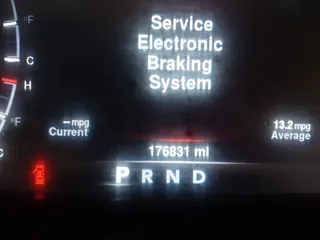 Service
Electronic
Braking
System
°F
C
H
°F
C
-- mpg
Current
13.2 mpg
Average
176831 mi
P R N D